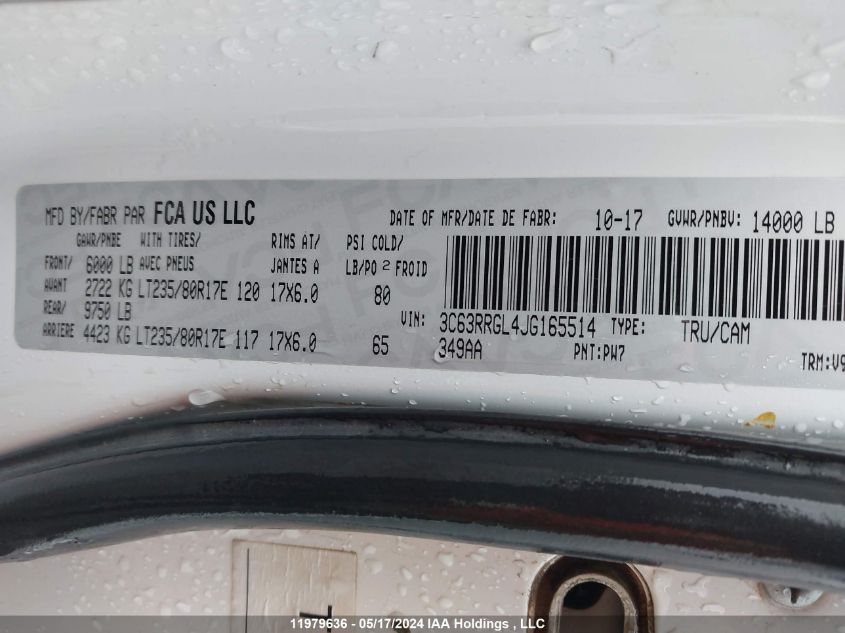 MFD BY/FABR PAR FCA US LLC DATE OF MFR/DATE DE FABR: 10-17 GVWR/PNBV: 14000 LB
GAWR/PNBE WITH TIRES/ RIMS AT/ PSI COLD/
FRONT/ 6000 LB AVEC PNEUS JANTES A LB/PO 2 FROID
AVANT 2722 KG LT235/80R17E 120 17X6.0 80
REAR/ 9750 LB
VIN: 3C63RRGL4JG165514 TYPE: TRU/CAM
ARRIERE 4423 KG LT235/80R17E 117 17X6.0 65
349AA PNT:PW7 TRM:V9
11979636 - 05/17/2024 IAA Holdings , LLC